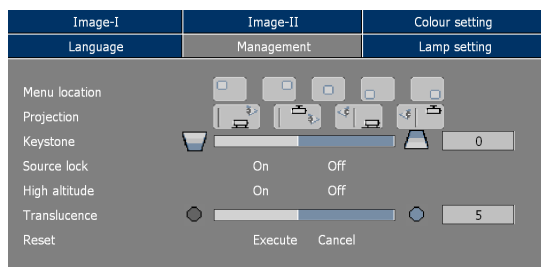 Image-I Image-II Colour setting
Language Management Lamp setting
Menu location
Projection
Keystone 0
Source lock On Off
High altitude On Off
Translucence 5
Reset Execute Cancel